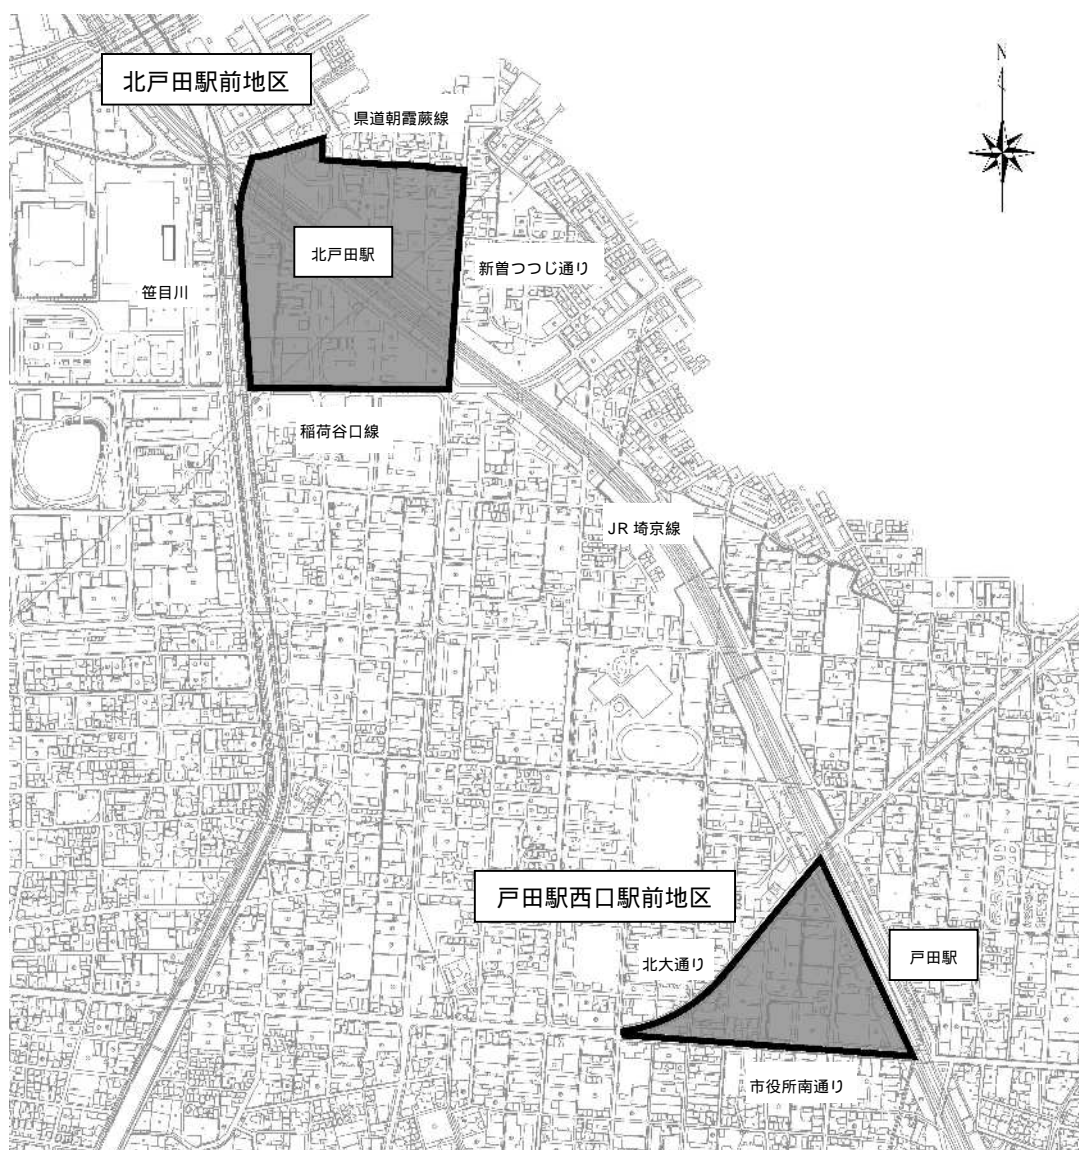 N
北戸田駅前地区
県道朝霞蕨線
北戸田駅
新曽つつじ通り
笹目川
稲荷谷口線
JR 埼京線
戸田駅西口駅前地区
北大通り
戸田駅
市役所南通り